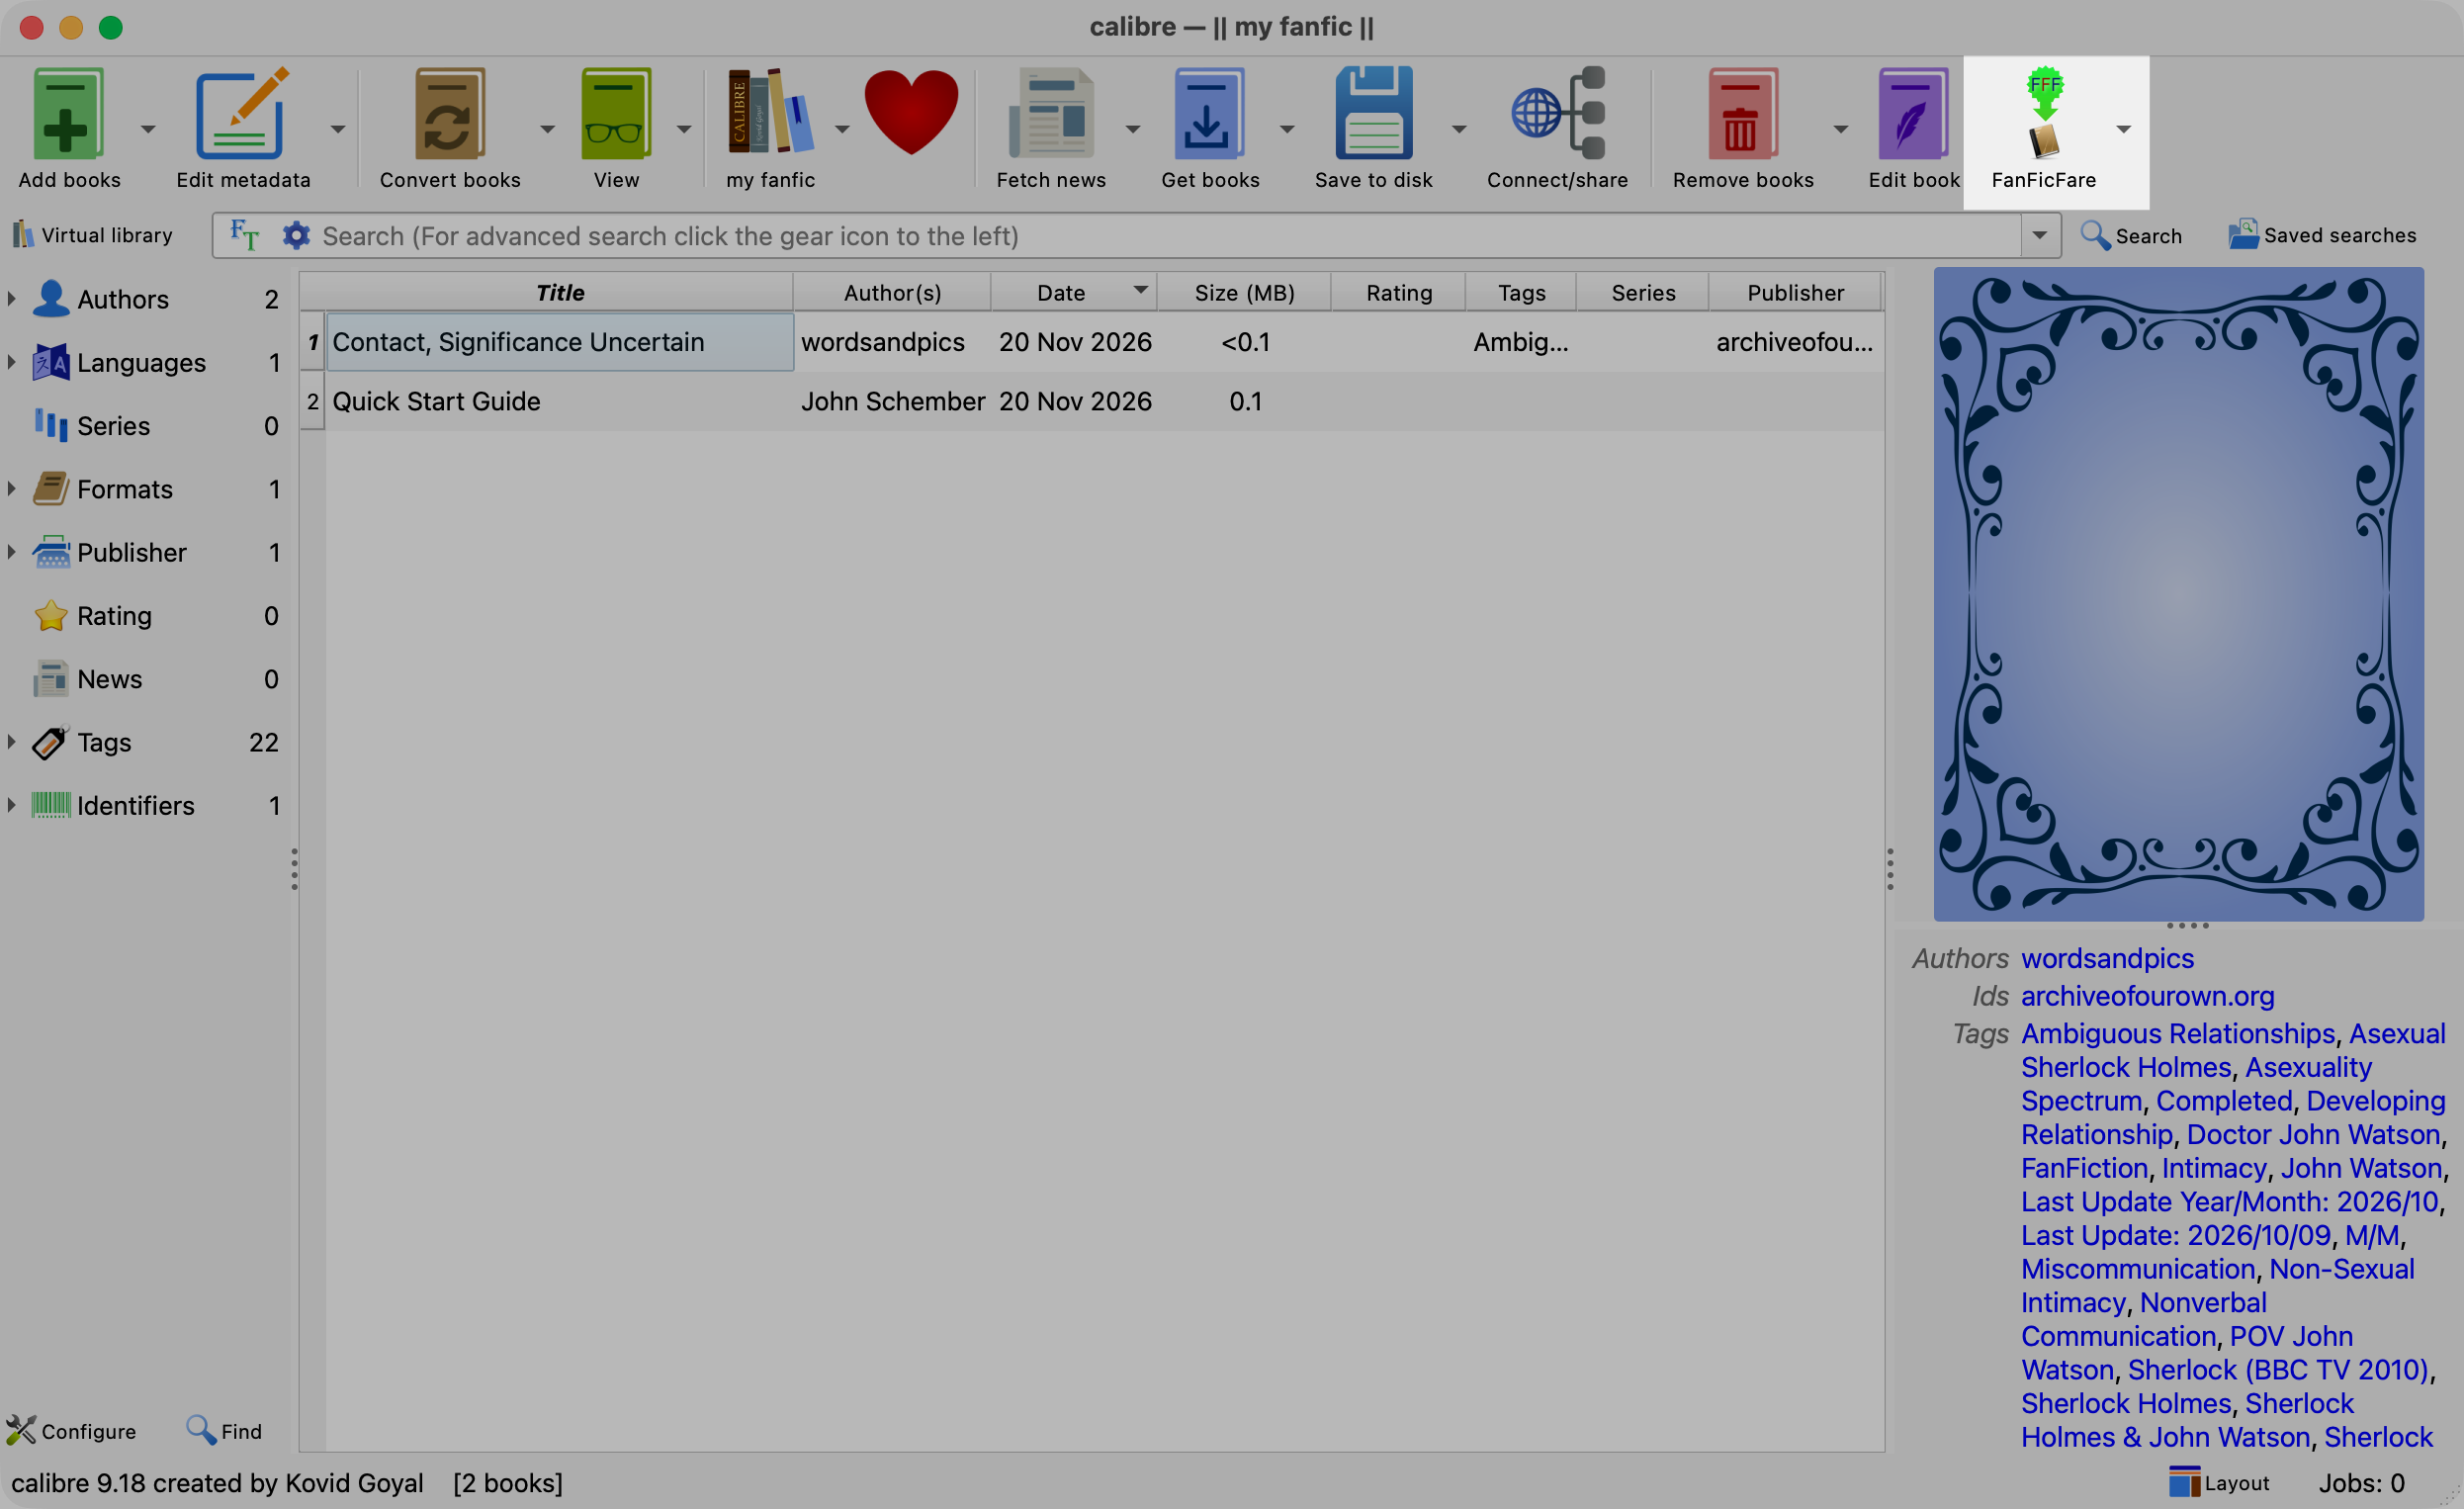 calibre — || my fanfic ||
Add books
Edit metadata
Convert books
View
CALIBRE
Kovid Goyal
my fanfic
Fetch news
Get books
Save to disk
Connect/share
Remove books
Edit book
FFF
FanFicFare
Virtual library
FT
Search (For advanced search click the gear icon to the left)
Search
Saved searches
Authors 2
Languages 1
Series 0
Formats 1
Publisher 1
Rating 0
News 0
Tags 22
Identifiers 1
Title Author(s) Date Size (MB) Rating Tags Series Publisher
1 Contact, Significance Uncertain wordsandpics 20 Nov 2026 <0.1 Ambig... archiveofou...
2 Quick Start Guide John Schember 20 Nov 2026 0.1
Authors wordsandpics
Ids archiveofourown.org
Tags Ambiguous Relationships, Asexual
Sherlock Holmes, Asexuality
Spectrum, Completed, Developing
Relationship, Doctor John Watson,
FanFiction, Intimacy, John Watson,
Last Update Year/Month: 2026/10,
Last Update: 2026/10/09, M/M,
Miscommunication, Non-Sexual
Intimacy, Nonverbal
Communication, POV John
Watson, Sherlock (BBC TV 2010),
Sherlock Holmes, Sherlock
Holmes & John Watson, Sherlock
Configure
Find
calibre 9.18 created by Kovid Goyal [2 books]
Layout
Jobs: 0